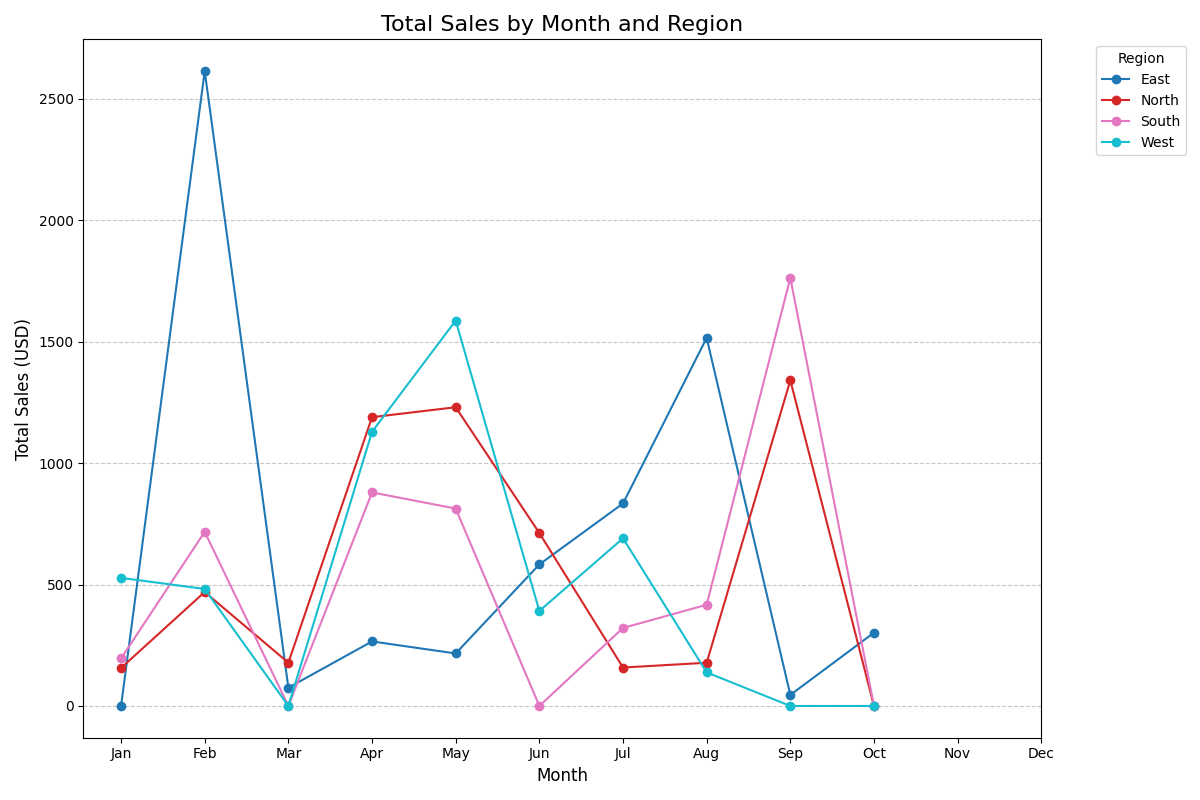 Total Sales by Month and Region
Region
East
North
South
West
2500
2000
1500
1000
500
0
Total Sales (USD)
Jan Feb Mar Apr May Jun Jul Aug Sep Oct Nov Dec
Month